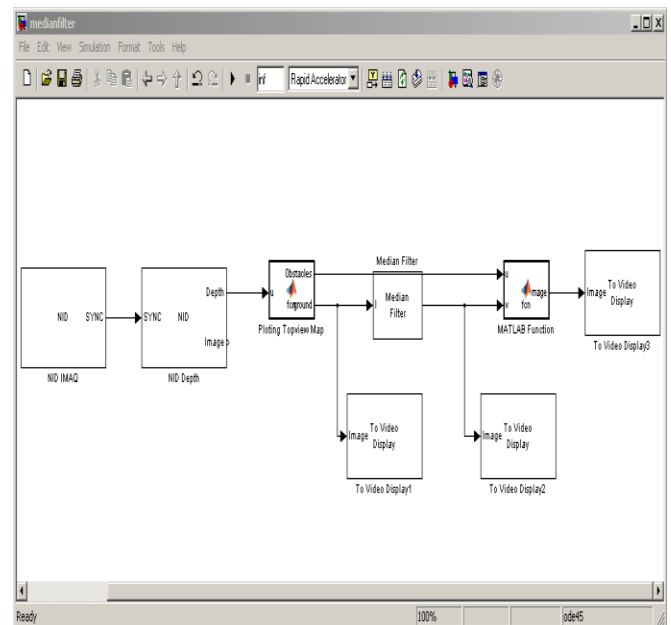 medianfilter
File Edit View Simulation Format Tools Help
inf Rapid Accelerator
NID SYNC
NID IMAQ
SYNC NID Depth Image
NID Depth
u fcn Obstacles ground
Ploting Topview Map
Median Filter
I Median Filter
u v fcn image
MATLAB Function
Image To Video Display
To Video Display3
Image To Video Display
To Video Display1
Image To Video Display
To Video Display2
Ready 100% ode45